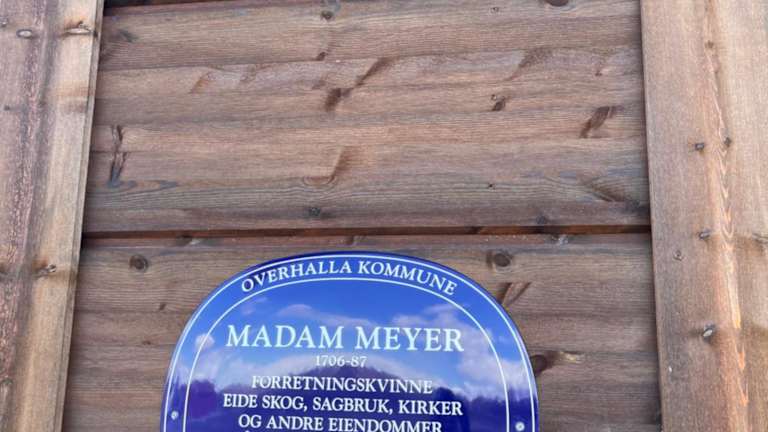 OVERHALLA KOMMUNE
MADAM MEYER
1706-87
FORRETNINGSKVINNE
EIDE SKOG, SAGBRUK, KIRKER
OG ANDRE EIENDOMMER